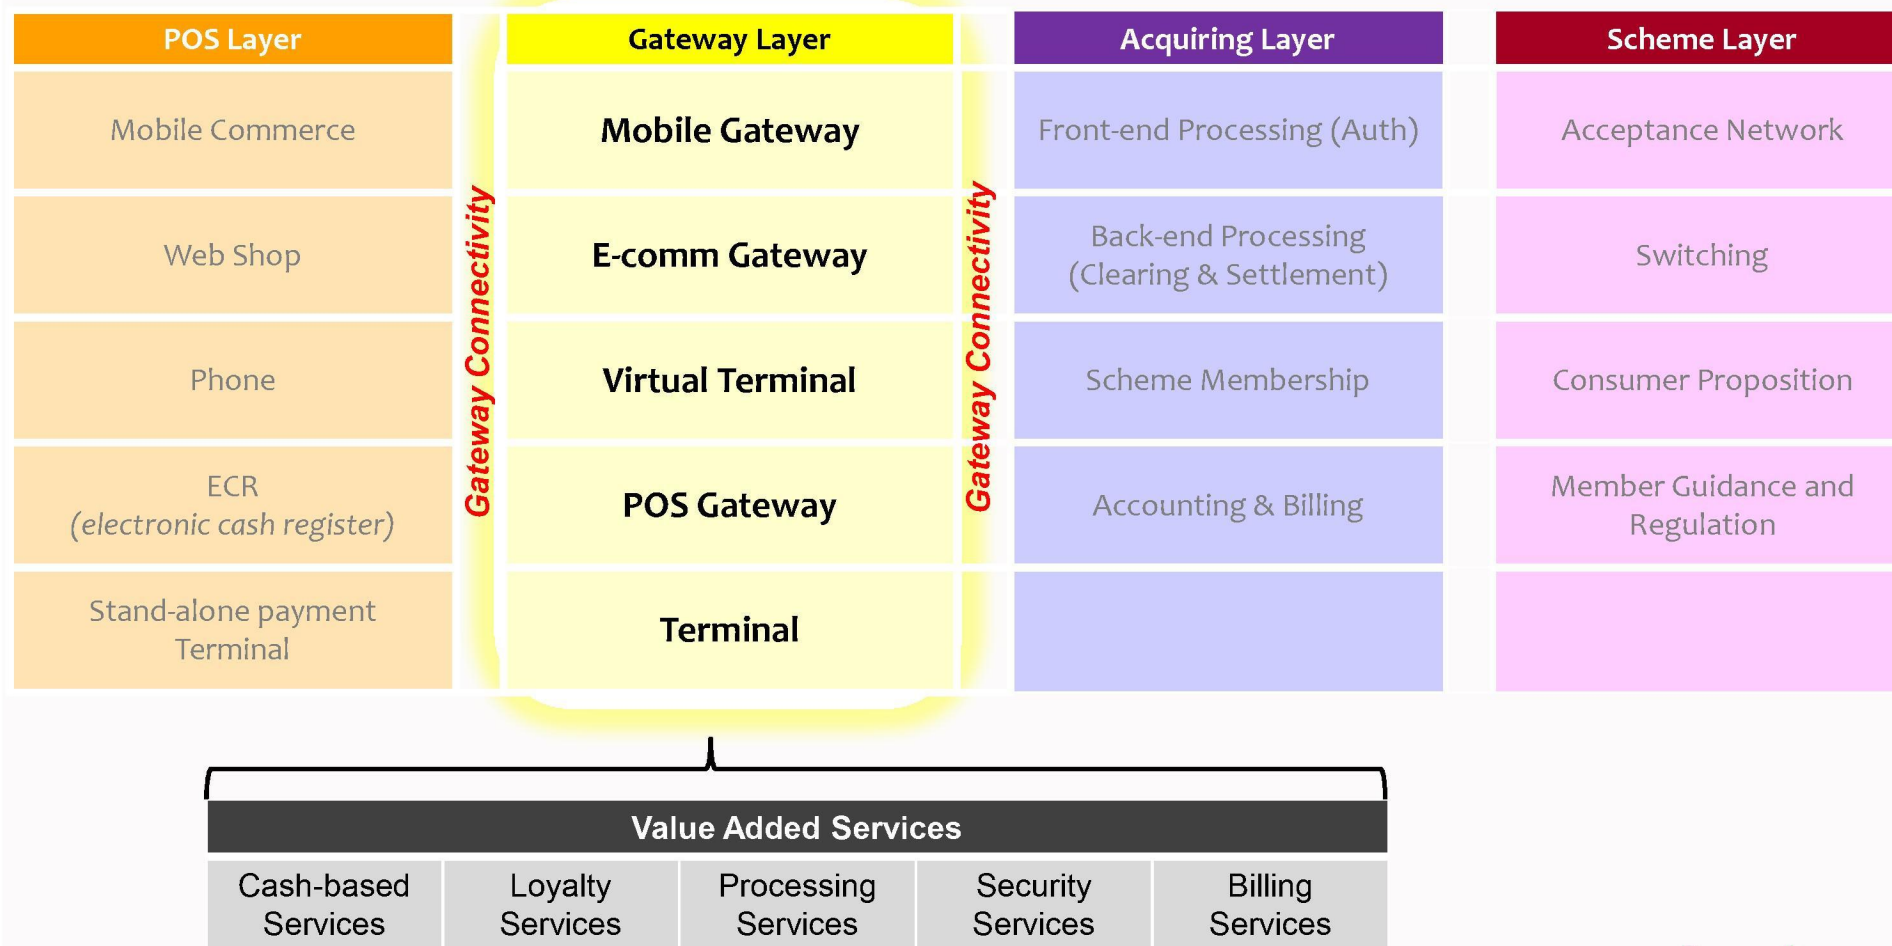 POS Layer
Gateway Layer
Acquiring Layer
Scheme Layer
Mobile Commerce
Mobile Gateway
Front-end Processing (Auth)
Acceptance Network
Web Shop
E-comm Gateway
Back-end Processing
(Clearing & Settlement)
Switching
Phone
Virtual Terminal
Scheme Membership
Consumer Proposition
ECR
(electronic cash register)
POS Gateway
Accounting & Billing
Member Guidance and
Regulation
Stand-alone payment
Terminal
Terminal
Gateway Connectivity
Gateway Connectivity
Value Added Services
Cash-based
Services
Loyalty
Services
Processing
Services
Security
Services
Billing
Services